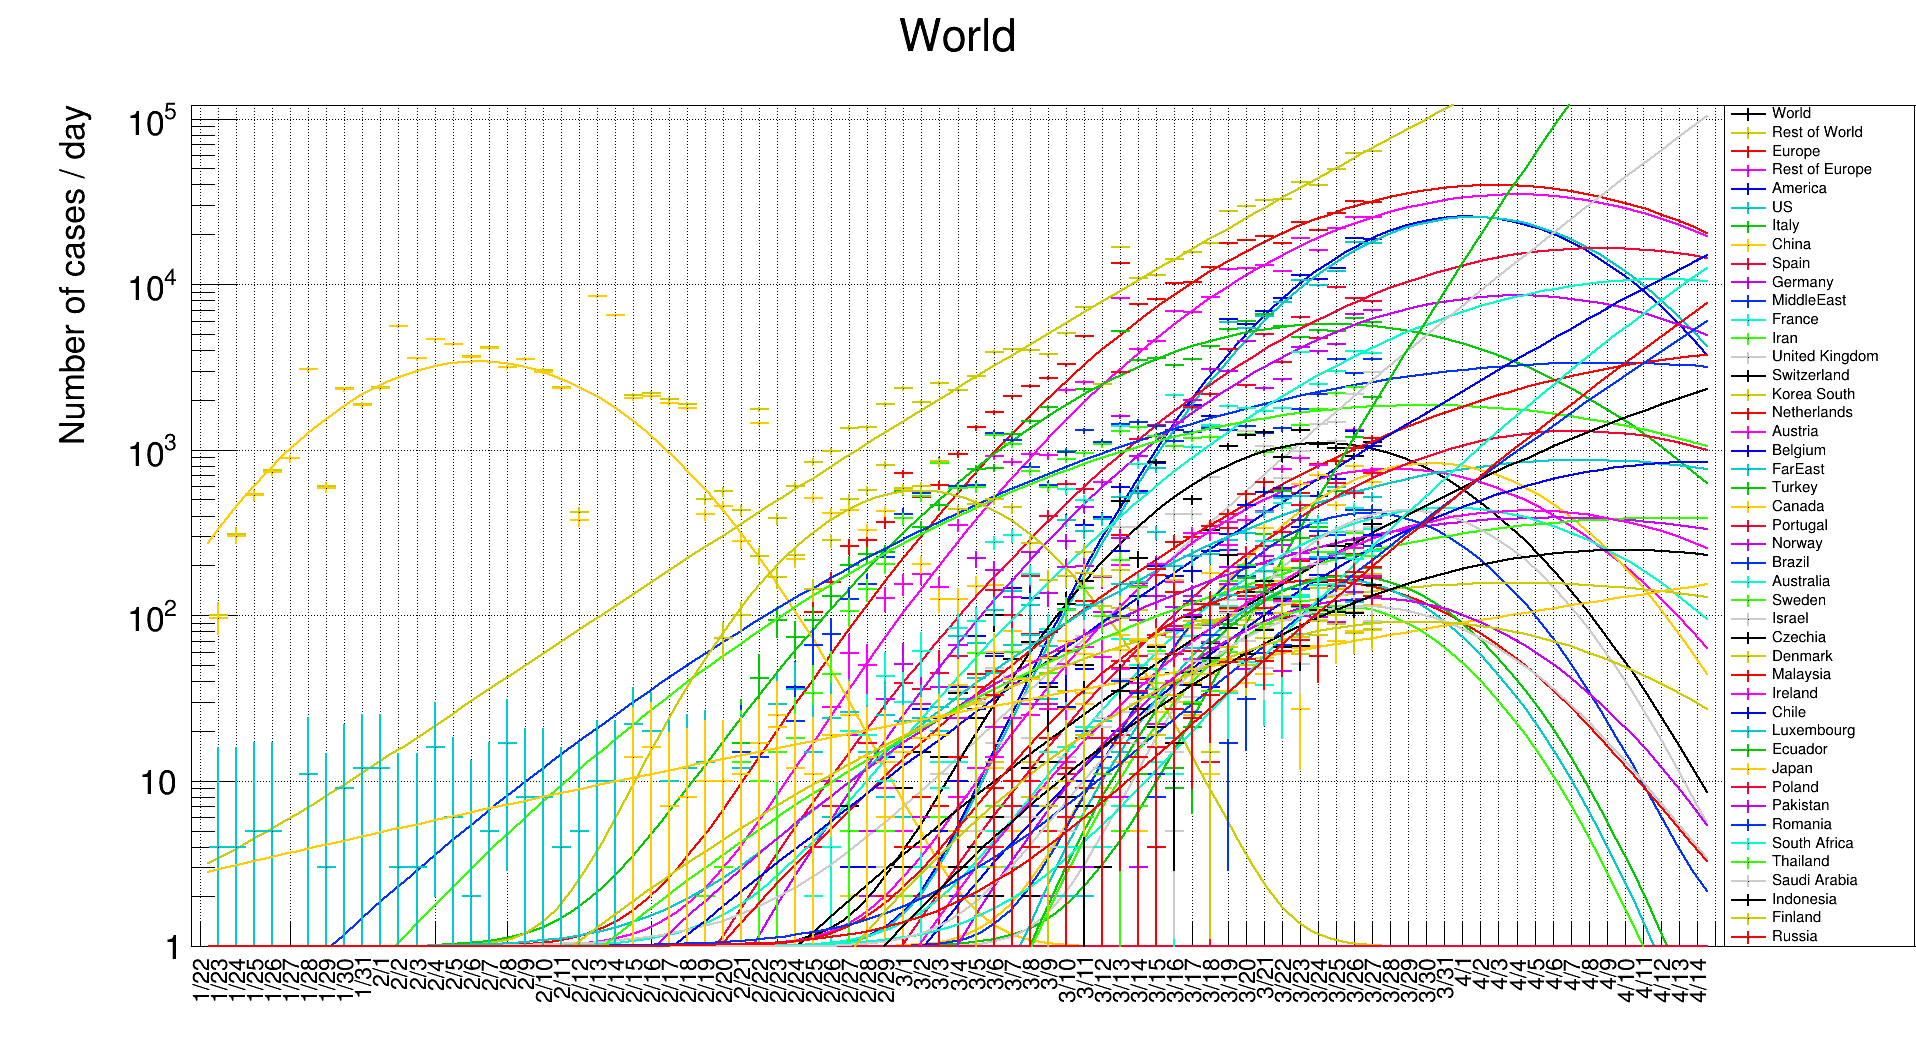 World
Number of cases / day
10^5
10^4
10^3
10^2
10
1
1/22
1/23
1/24
1/25
1/26
1/27
1/28
1/29
1/30
1/31
2/1
2/2
2/3
2/4
2/5
2/6
2/7
2/8
2/9
2/10
2/11
2/12
2/13
2/14
2/15
2/16
2/17
2/18
2/19
2/20
2/21
2/22
2/23
2/24
2/25
2/26
2/27
2/28
2/29
3/1
3/2
3/3
3/4
3/5
3/6
3/7
3/8
3/9
3/10
3/11
3/12
3/13
3/14
3/15
3/16
3/17
3/18
3/19
3/20
3/21
3/22
3/23
3/24
3/25
3/26
3/27
3/28
3/29
3/30
3/31
4/1
4/2
4/3
4/4
4/5
4/6
4/7
4/8
4/9
4/10
4/11
4/12
4/13
4/14
World
Rest of World
Europe
Rest of Europe
America
US
Italy
China
Spain
Germany
MiddleEast
France
Iran
United Kingdom
Switzerland
Korea South
Netherlands
Austria
Belgium
FarEast
Turkey
Canada
Portugal
Norway
Brazil
Australia
Sweden
Israel
Czechia
Denmark
Malaysia
Ireland
Chile
Luxembourg
Ecuador
Japan
Poland
Pakistan
Romania
South Africa
Thailand
Saudi Arabia
Indonesia
Finland
Russia